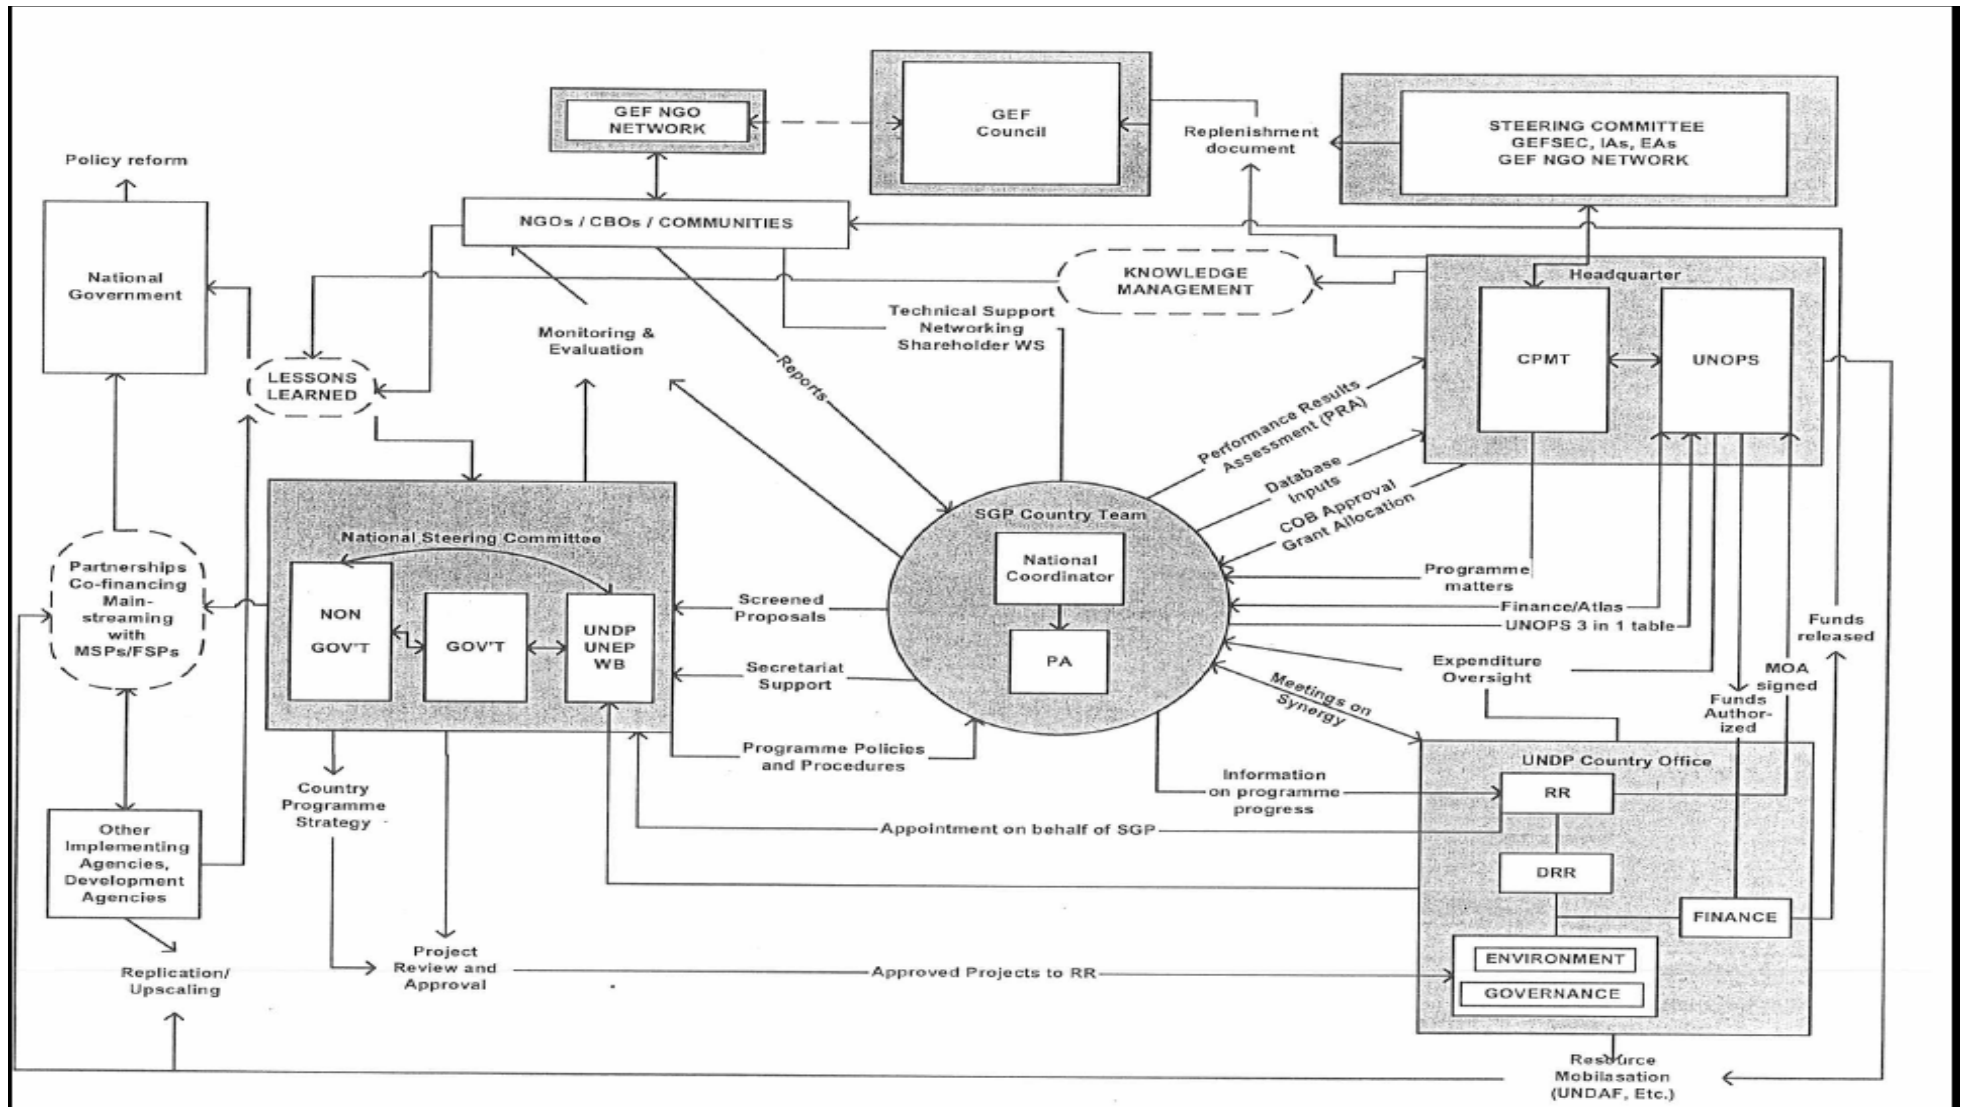 GEF NGO
NETWORK
GEF
Council
Replenishment
document
STEERING COMMITTEE
GEFSEC, IAs, EAs
GEF NGO NETWORK
Policy reform
National
Government
NGOs / CBOs / COMMUNITIES
KNOWLEDGE
MANAGEMENT
Headquarter
CPMT
UNOPS
Monitoring &
Evaluation
Reports
Technical Support
Networking
Shareholder WS
LESSONS
LEARNED
Performance Results
Assessment (PRA)
Database
Inputs
COB Approval
Grant Allocation
SGP Country Team
National
Coordinator
PA
National Steering Committee
NON
GOV'T
GOV'T
UNDP
UNEP
WB
Partnerships
Co-financing
Main-
streaming
with
MSPs/FSPs
Screened
Proposals
Secretariat
Support
Programme Policies
and Procedures
Programme
matters
Finance/Atlas
UNOPS 3 in 1 table
Expenditure
Oversight
Meetings on
Synergy
Funds
released
MOA
signed
Funds
Author-
ized
Information
on programme
progress
UNDP Country Office
RR
DRR
FINANCE
ENVIRONMENT
GOVERNANCE
Appointment on behalf of SGP
Country
Programme
Strategy
Other
Implementing
Agencies,
Development
Agencies
Replication/
Upscaling
Project
Review and
Approval
Approved Projects to RR
Resource
Mobilasation
(UNDAF, Etc.)